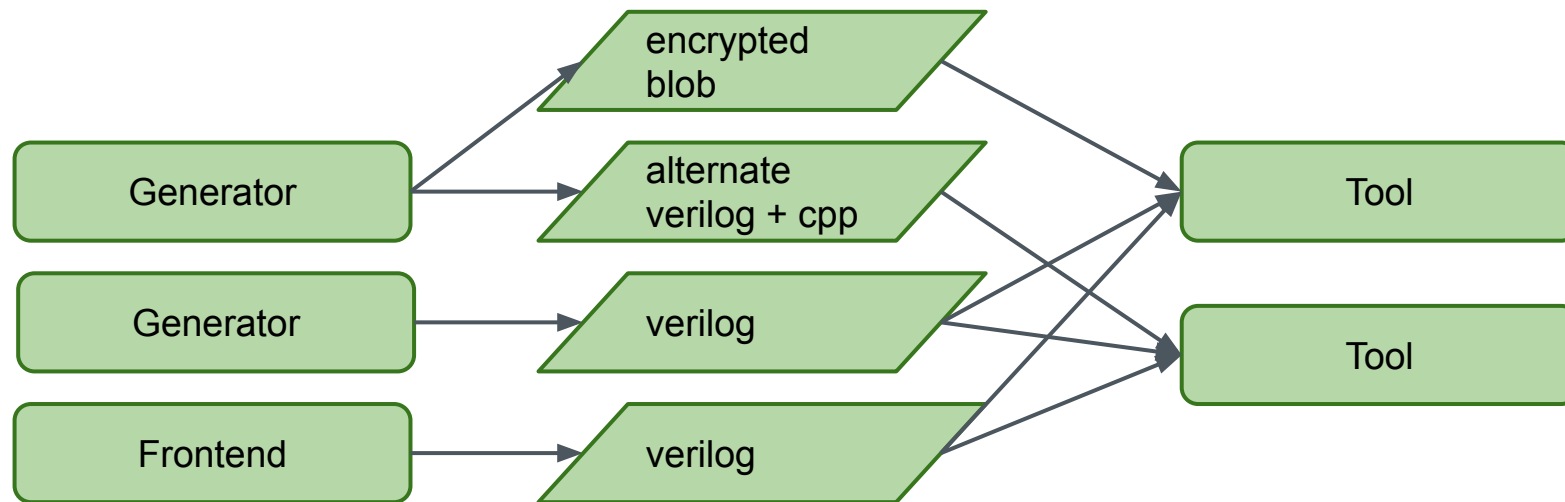 encrypted
blob
Generator
alternate
verilog + cpp
Tool
Generator
verilog
Tool
Frontend
verilog